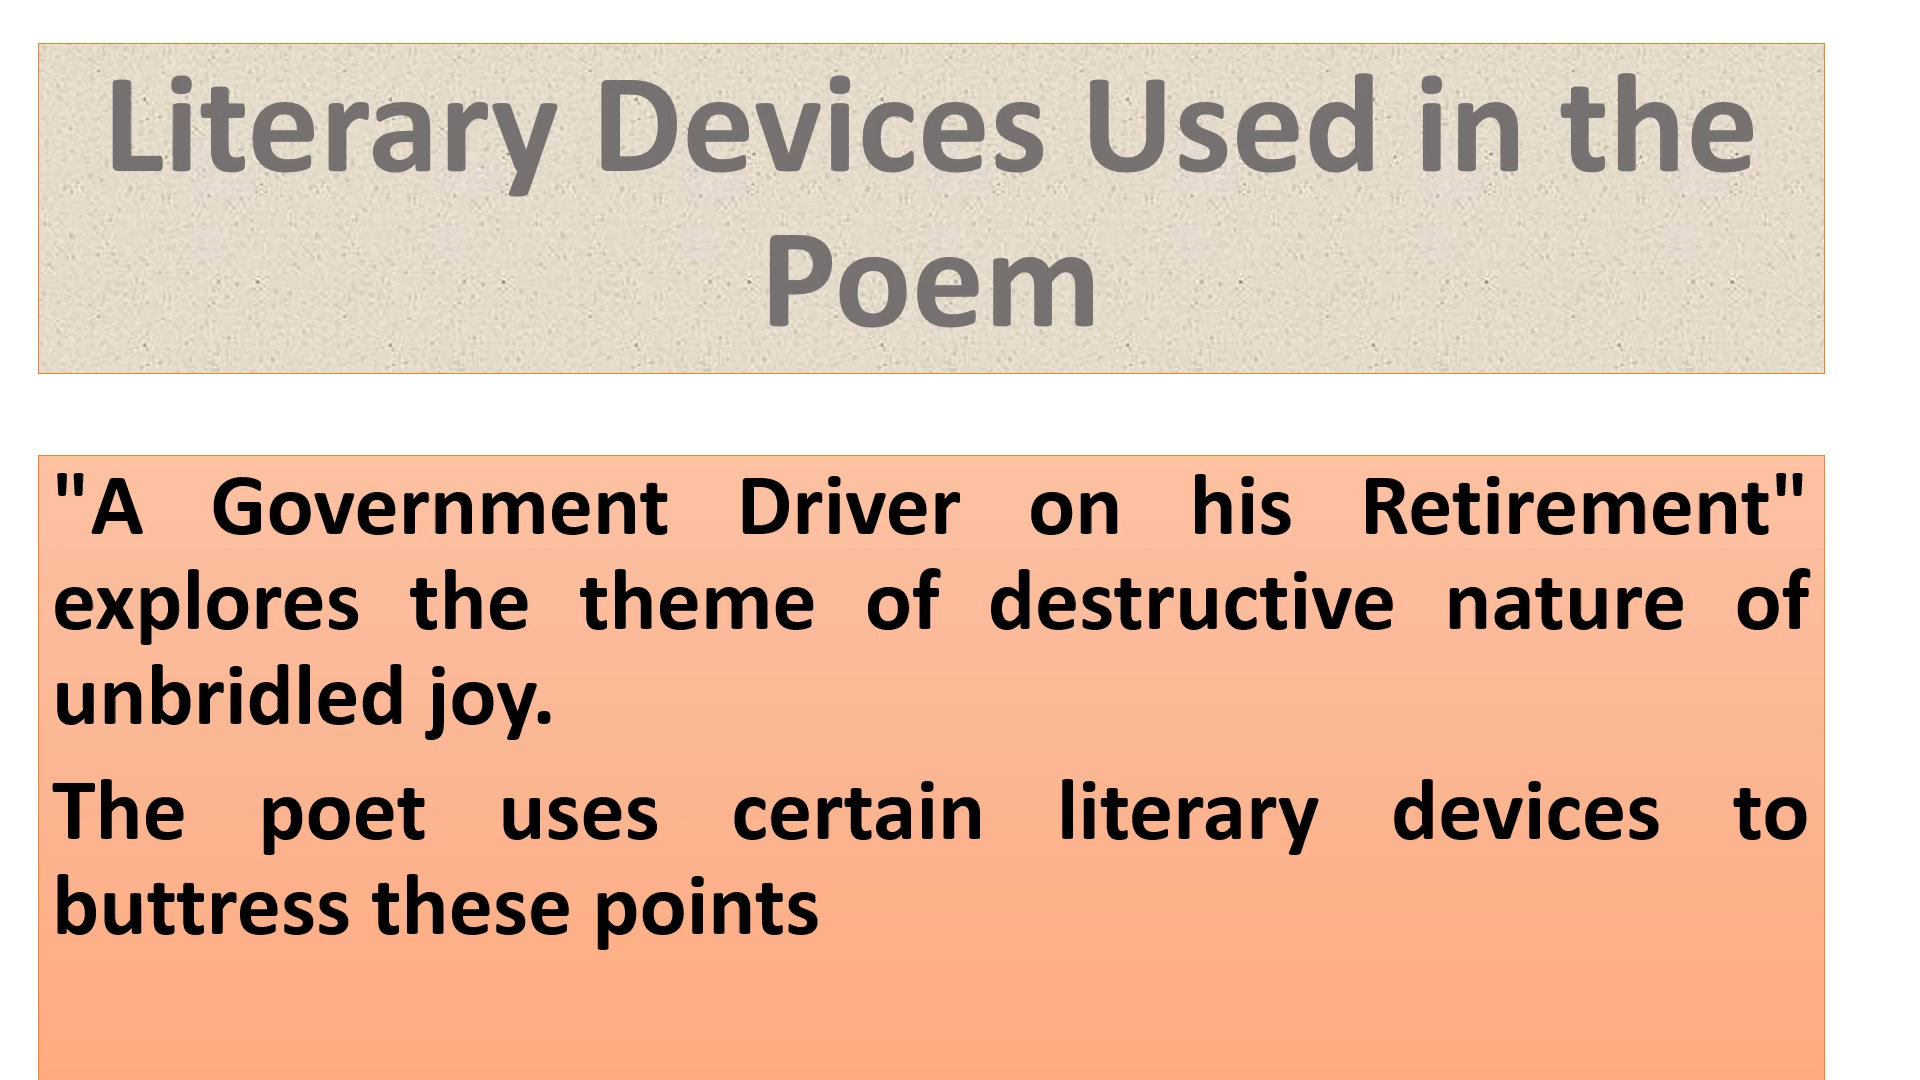 Literary Devices Used in the
Poem
"A Government Driver on his Retirement"
explores the theme of destructive nature of
unbridled joy.
The poet uses certain literary devices to
buttress these points